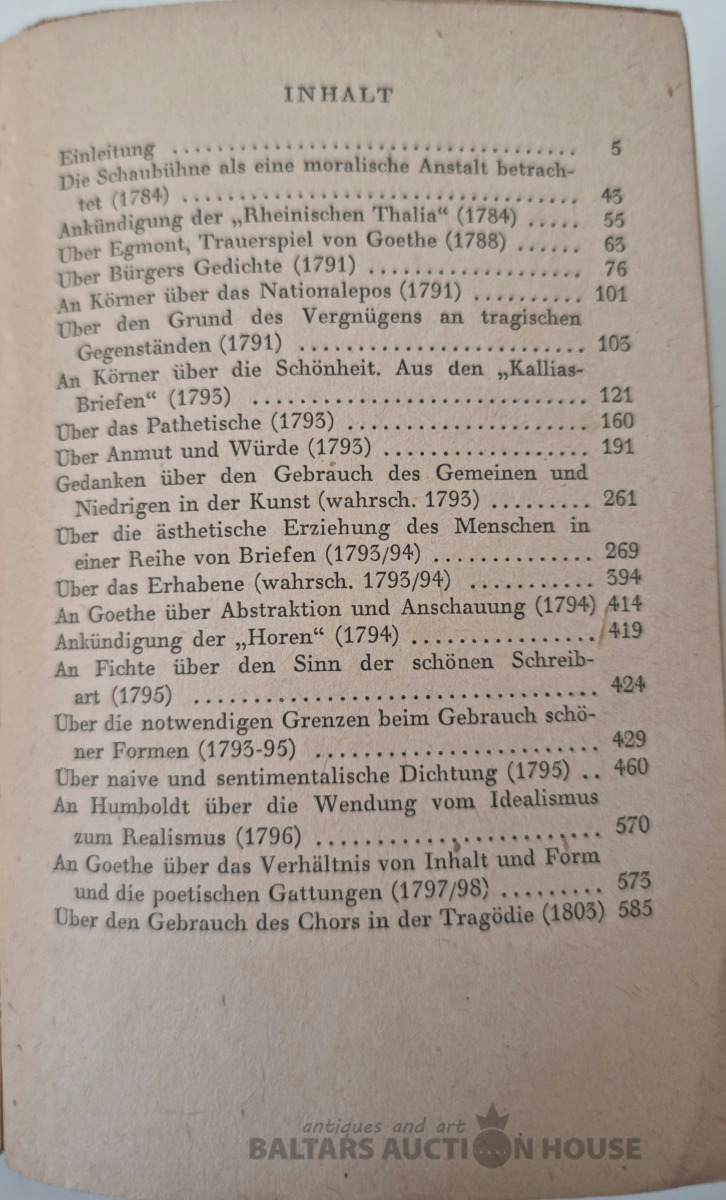 INHALT
Einleitung .................................... 5
Die Schaubühne als eine moralische Anstalt betrach-
tet (1784) .................................... 43
Ankündigung der „Rheinischen Thalia“ (1784) ..... 55
Über Egmont, Trauerspiel von Goethe (1788) ...... 63
Über Bürgers Gedichte (1791) ................... 76
An Körner über das Nationalepos (1791) .......... 101
Über den Grund des Vergnügens an tragischen
Gegenständen (1791) ......................... 103
An Körner über die Schönheit. Aus den „Kallias-
Briefen“ (1793) .............................. 121
Über das Pathetische (1793) ...................... 160
Über Anmut und Würde (1793) ................... 191
Gedanken über den Gebrauch des Gemeinen und
Niedrigen in der Kunst (wahrsch. 1793) ......... 261
Über die ästhetische Erziehung des Menschen in
einer Reihe von Briefen (1793/94) .............. 269
Über das Erhabene (wahrsch. 1793/94) ........... 394
An Goethe über Abstraktion und Anschauung (1794) 414
Ankündigung der „Horen“ (1794) ................ 419
An Fichte über den Sinn der schönen Schreib-
art (1795) .................................... 424
Über die notwendigen Grenzen beim Gebrauch schö-
ner Formen (1793-95) ......................... 429
Über naive und sentimentalische Dichtung (1795) .. 460
An Humboldt über die Wendung vom Idealismus
zum Realismus (1796) ......................... 570
An Goethe über das Verhältnis von Inhalt und Form
und die poetischen Gattungen (1797/98) ......... 573
Über den Gebrauch des Chors in der Tragödie (1803) 585
antiques and art
BALTARS AUCTION HOUSE